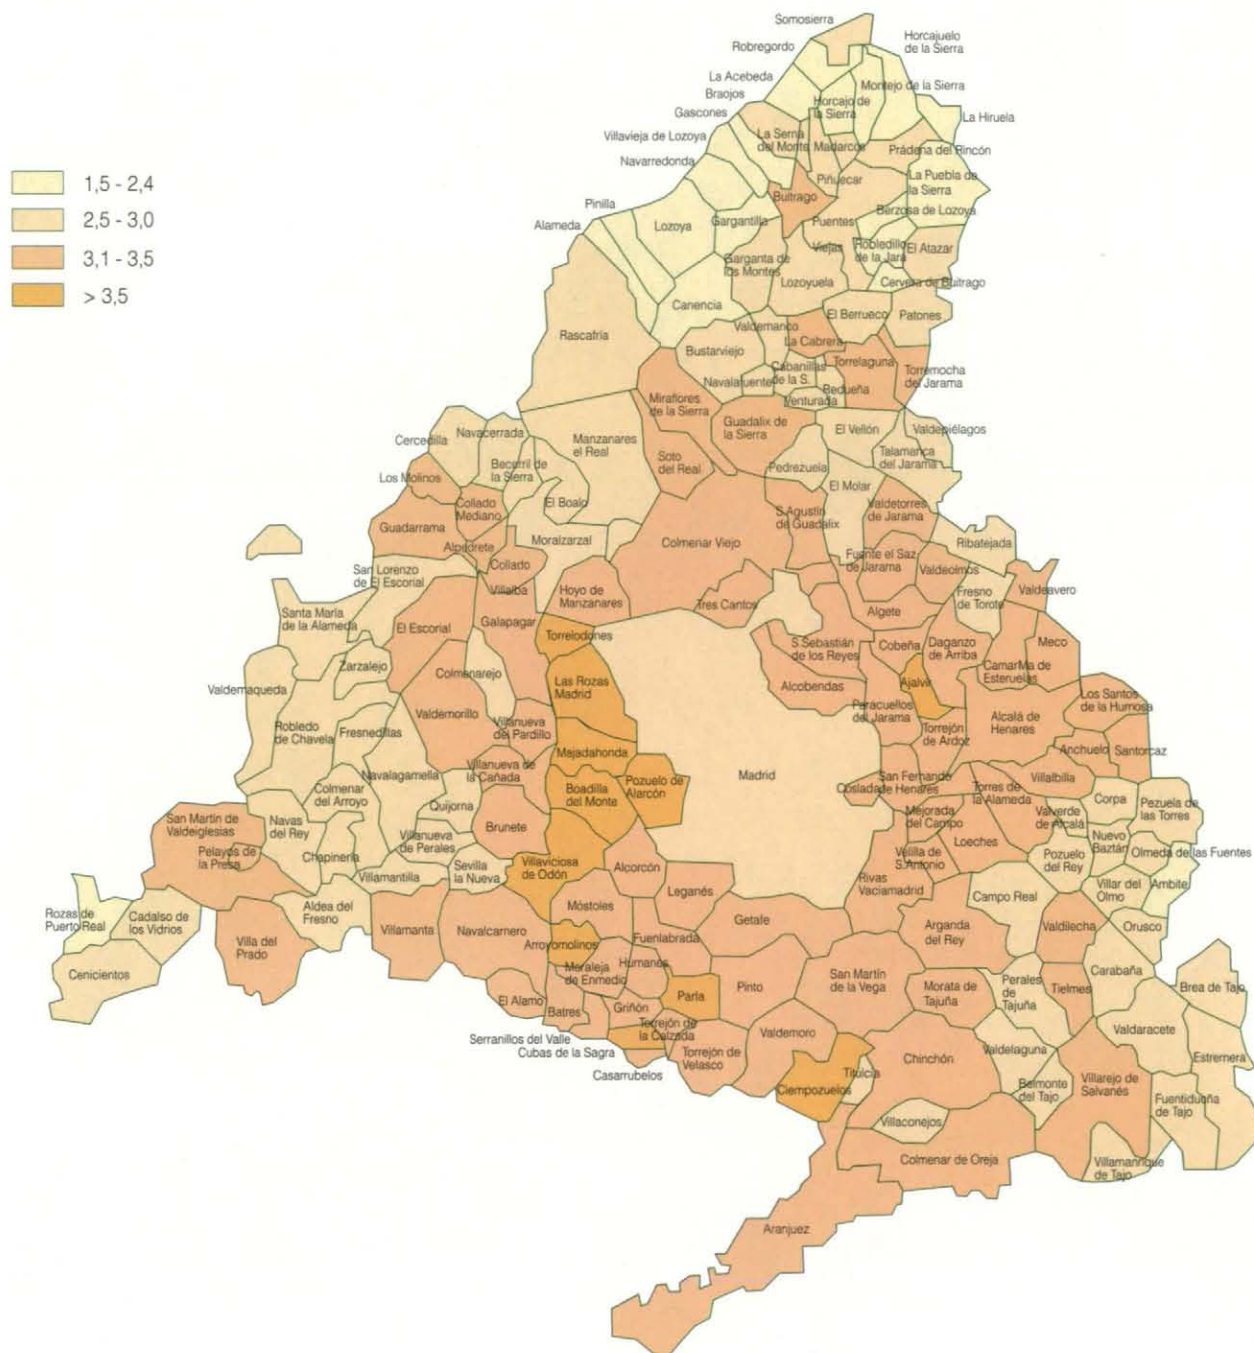 Somosierra
Horcajuelo
de la Sierra
Robregordo
La Acebeda
Montejo de la Sierra
Braojos
Horcajo de
la Sierra
Gascones
La Hiruela
Villavieja de Lozoya
La Serna
del Monte
Madarcos
Prádena del Rincón
Navarredonda
1,5 - 2,4
2,5 - 3,0
3,1 - 3,5
> 3,5
Piñuecar
La Puebla de
la Sierra
Buitrago
Pinilla
Berzosa de Lozoya
Alameda
Lozoya
Gargantilla
Puentes
Viejas
Robledillo
de la Jara
El Atazar
Garganta de
los Montes
Lozoyuela
Cervera de Buitrago
Canencia
El Berrueco
Patones
Rascafría
Valdemanco
La Cabrera
Bustarviejo
Torrelaguna
Cabanillas
de la S.
Torremocha
del Jarama
Navalafuente
Redueña
Venturada
Miraflores
de la Sierra
Guadalix de
la Sierra
El Vellón
Valdepiélagos
Navacerrada
Cercedilla
Manzanares
el Real
Talamanca
del Jarama
Becerril de
la Sierra
Soto
del Real
Pedrezuela
Los Molinos
El Molar
El Boalo
Collado
Mediano
S. Agustín
de Guadalix
Valdetorres
de Jarama
Guadarrama
Moralzarzal
Colmenar Viejo
Ribatejada
Alpedrete
Fuente el Saz
de Jarama
Collado
Villalba
Valdeolmos
San Lorenzo
de El Escorial
Hoyo de
Manzanares
Fresno
de Torote
Valdeavero
Tres Cantos
Santa María
de la Alameda
Algete
El Escorial
Galapagar
Torrelodones
S. Sebastián
de los Reyes
Cobeña
Daganzo
de Arriba
Meco
Zarzalejo
Colmenarejo
CamarMa de
Esteruelas
Las Rozas
Madrid
Ajalvir
Valdemaqueda
Alcobendas
Los Santos
de la Humosa
Valdemorillo
Paracuellos
del Jarama
Robledo
de Chavela
Fresnedillas
Villanueva
del Pardillo
Alcalá de
Henares
Torrejón
de Ardoz
Majadahonda
Anchuelo
Santorcaz
Navalagamella
Villanueva de
la Cañada
Madrid
San Fernando
de Henares
Villalbilla
Pozuelo de
Alarcón
Coslada
Colmenar
del Arroyo
Boadilla
del Monte
Torres de
la Alameda
Corpa
Pezuela de
las Torres
Quijorna
Mejorada
del Campo
Valverde
de Alcalá
San Martín de
Valdeiglesias
Navas
del Rey
Brunete
Villanueva
de Perales
Nuevo
Baztán
Pelayos de
la Presa
Chapinería
Velilla de
S.Antonio
Loeches
Olmeda de las Fuentes
Sevilla
la Nueva
Villaviciosa
de Odón
Pozuelo
del Rey
Alcorcón
Villamantilla
Rivas
Vaciamadrid
Villar del
Olmo
Ambite
Leganés
Campo Real
Rozas de
Puerto Real
Aldea del
Fresno
Móstoles
Cadalso de
los Vidrios
Getafe
Arganda
del Rey
Valdilecha
Orusco
Villamanta
Navalcarnero
Villa del
Prado
Arroyomolinos
Fuenlabrada
Humanes
Moraleja
de Enmedio
Carabaña
Cenicientos
San Martín
de la Vega
Perales
de
Tajuña
Morata de
Tajuña
Tielmes
Brea de Tajo
Pinto
Parla
El Alamo
Griñón
Batres
Valdaracete
Torrejón de
la Calzada
Valdemoro
Serranillos del Valle
Cubas de la Sagra
Valdelaguna
Estremera
Torrejón de
Velasco
Chinchón
Casarrubelos
Titulcia
Villarejo de
Salvanés
Belmonte
del Tajo
Ciempozuelos
Fuentidueña
de Tajo
Villaconejos
Colmenar de Oreja
Villamanrique
de Tajo
Aranjuez